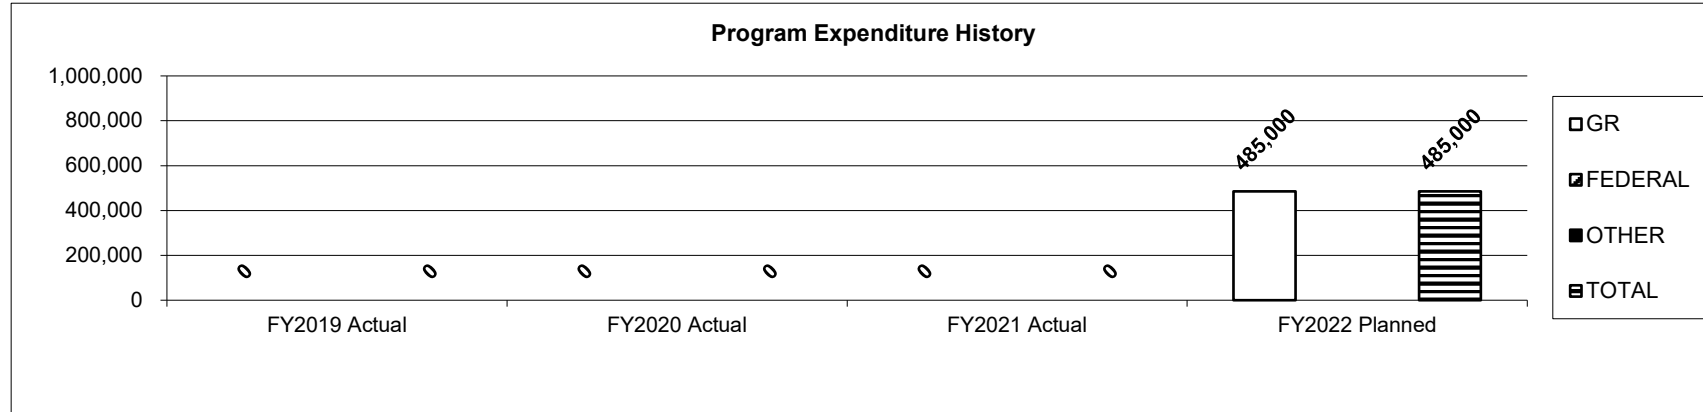 Program Expenditure History
1,000,000
800,000
600,000
400,000
200,000
0
0
0
0
0
0
0
485,000
485,000
FY2019 Actual
FY2020 Actual
FY2021 Actual
FY2022 Planned
GR
FEDERAL
OTHER
TOTAL